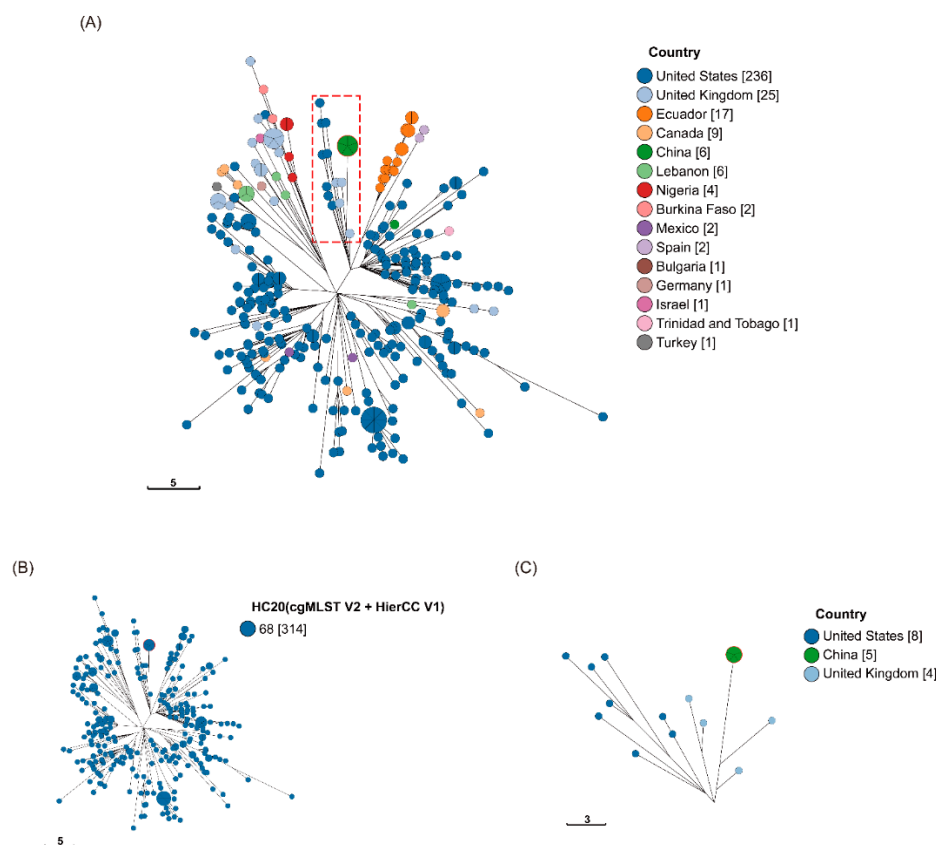 (A)
Country
United States [236]
United Kingdom [25]
Ecuador [17]
Canada [9]
China [6]
Lebanon [6]
Nigeria [4]
Burkina Faso [2]
Mexico [2]
Spain [2]
Bulgaria [1]
Germany [1]
Israel [1]
Trinidad and Tobago [1]
Turkey [1]
5
(B)
HC20(cgMLST V2 + HierCC V1)
68 [314]
5
(C)
Country
United States [8]
China [5]
United Kingdom [4]
3